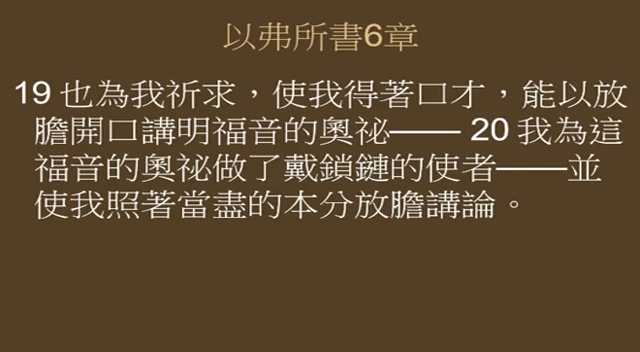 以弗所書6章
19 也為我祈求，使我得著口才，能以放
膽開口講明福音的奧祕—— 20 我為這
福音的奧祕做了戴鎖鏈的使者——並
使我照著當盡的本分放膽講論。